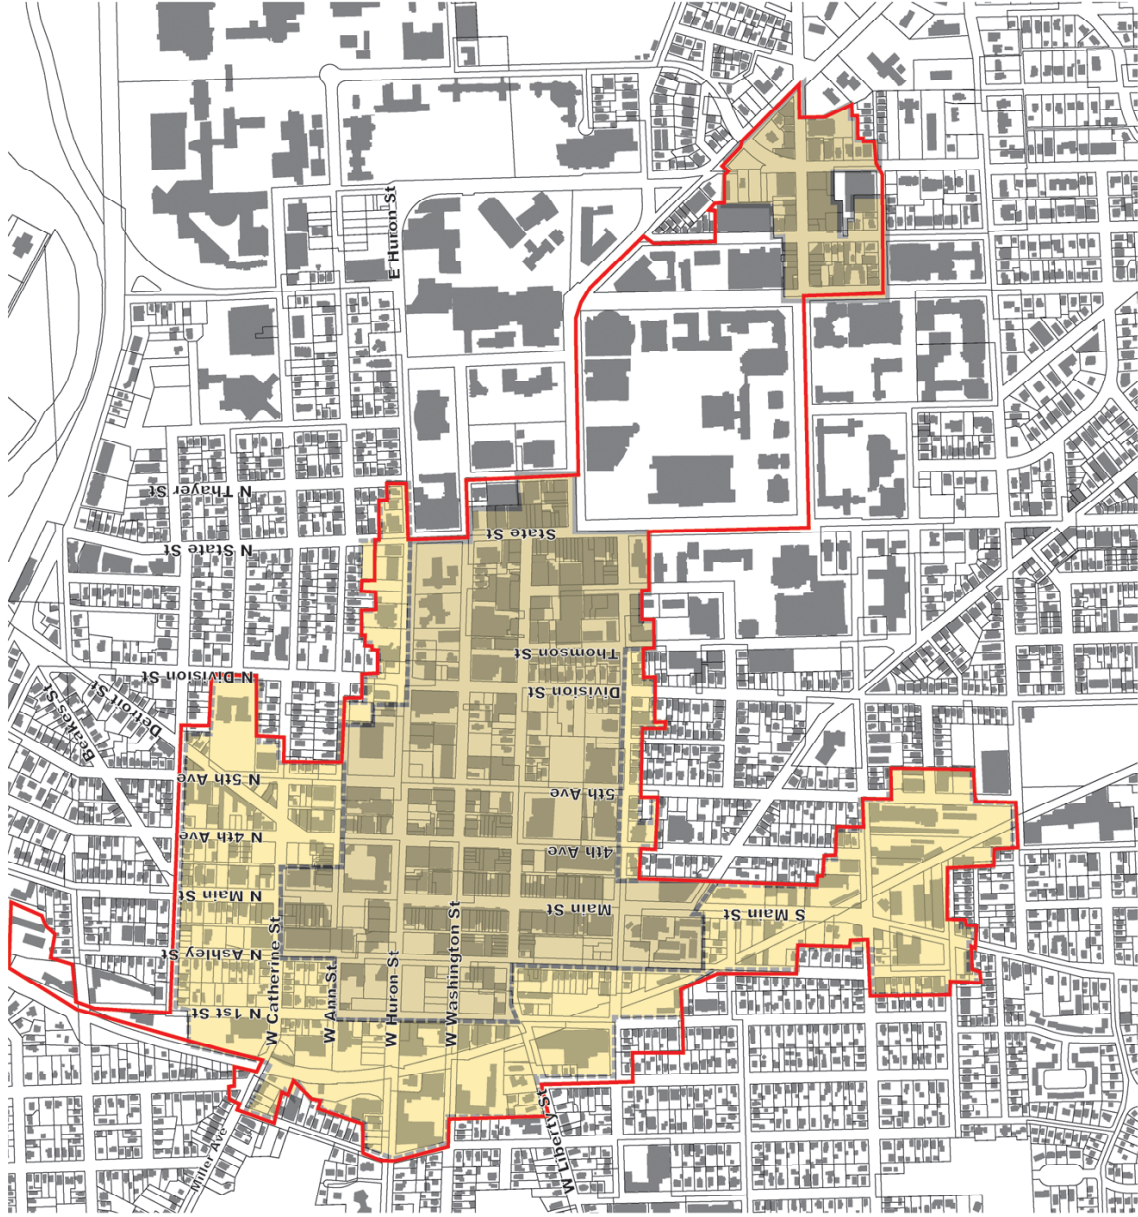 E Huron St
N Thayer St
N State St
State St
N Division St
Thomson St
Division St
Detroit St
Beakes St
N 5th Ave
5th Ave
N 4th Ave
4th Ave
N Main St
Main St
S Main St
N Ashley St
W Catherine St
W Ann St
W Huron St
W Washington St
N 1st St
W Liberty St
Miller Ave